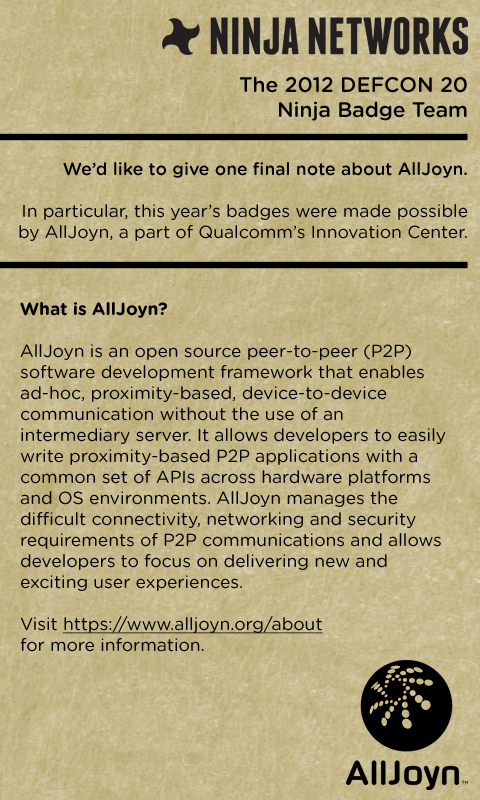 NINJA NETWORKS
The 2012 DEFCON 20
Ninja Badge Team
We'd like to give one final note about AllJoyn.
In particular, this year's badges were made possible
by AllJoyn, a part of Qualcomm's Innovation Center.
What is AllJoyn?
AllJoyn is an open source peer-to-peer (P2P)
software development framework that enables
ad-hoc, proximity-based, device-to-device
communication without the use of an
intermediary server. It allows developers to easily
write proximity-based P2P applications with a
common set of APIs across hardware platforms
and OS environments. AllJoyn manages the
difficult connectivity, networking and security
requirements of P2P communications and allows
developers to focus on delivering new and
exciting user experiences.
Visit https://www.alljoyn.org/about
for more information.
AllJoyn™